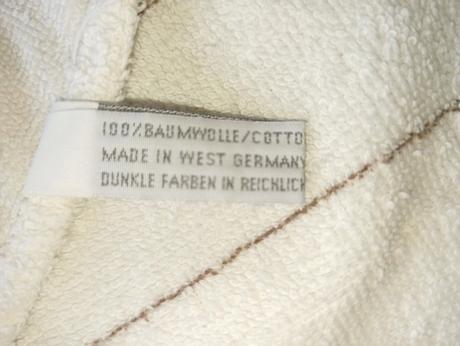 100%BAUMWOLLE/COTTO
MADE IN WEST GERMANY
DUNKLE FARBEN IN REICHLICH